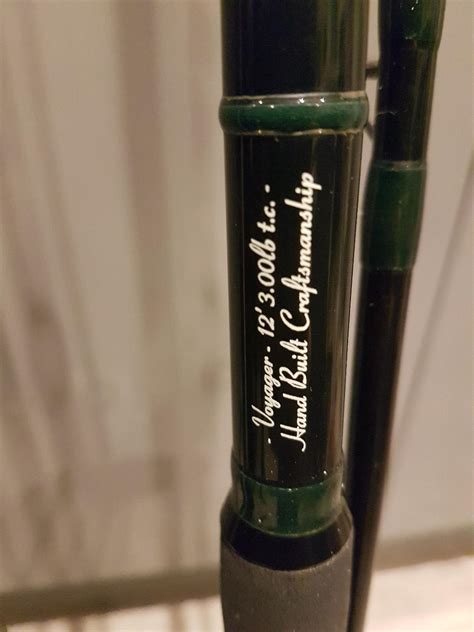 - Voyager - 12' 3.00lb t.c. -
Hand Built Craftsmanship